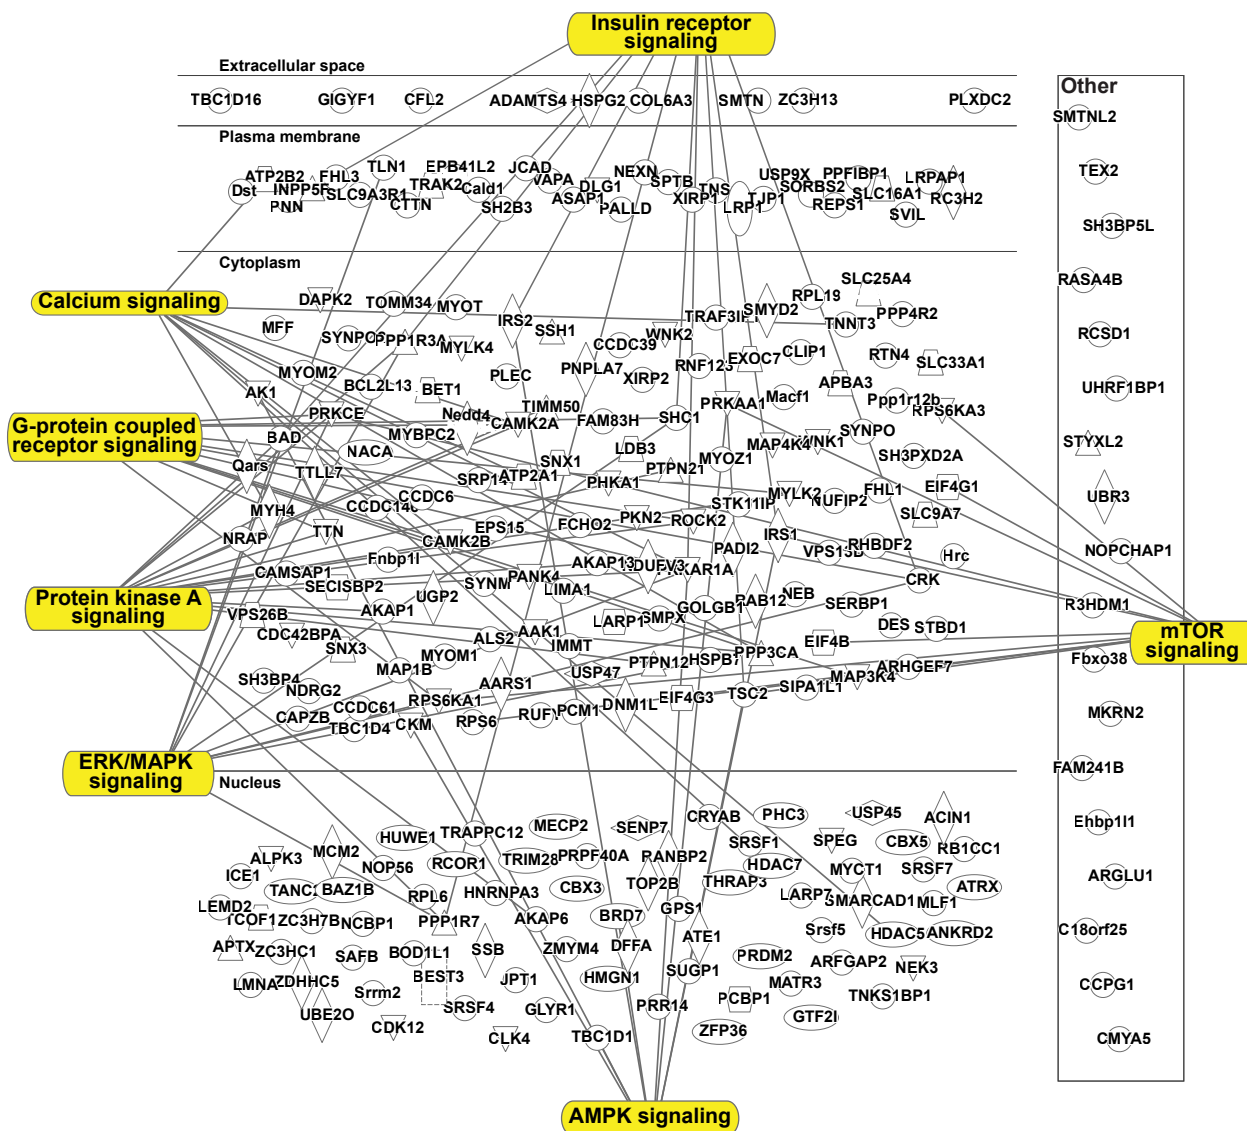 Insulin receptor
signaling
Extracellular space
Other
TBC1D16 GIGYF1 CFL2 ADAMTS4 HSPG2 COL6A3 SMTN ZC3H13 PLXDC2
SMTNL2
Plasma membrane
TLN1 EPB41L2 JCAD NEXN USP9X PPFIBP1 LRPAP1
ATP2B2 FHL3 TRAK2 Cald1 VAPA DLG1 SPTB TNS SORBS2 SLC16A1 RC3H2
TEX2
Dst INPP5F SLC9A3R1 ASAP1 XIRP1 LRP1 TJP1 REPS1
PNN CTTN SH2B3 PALLD SVIL
SH3BP5L
Cytoplasm
SLC25A4
RASA4B
Calcium signaling
DAPK2 TOMM34 MYOT IRS2 SMYD2 RPL19
MFF SYNPO2 PPP1R3A MYLK4 SSH1 CCDC39 WNK2 TNNT3 PPP4R2
RCSD1
MYOM2 BCL2L13 BET1 PLEC PNPLA7 XIRP2 RNF123 EXOC7 CLIP1 APBA3 RTN4 SLC33A1
AK1 PRKCE Nedd4 TIMM50 PRKAA1 Macf1 Ppp1r12b RPS6KA3
UHRF1BP1
G-protein coupled
receptor signaling
BAD MYBPC2 CAMK2A FAM83H SHC1 MAP4K4 WNK1 SYNPO
NACA LDB3 MYOZ1 SH3PXD2A
STYXL2
Qars TTLL7 SNX1 PTPN21
SRP14 ATP2A1 PHKA1 MYLK2 FHL1 EIF4G1
UBR3
MYH4 CCDC6 STK11IP NUFIP2 SLC9A7
TTN EPS15 FCHO2 PKN2 ROCK2
NRAP CAMK2B IRS1
Fnbp1l PADI2 VPS13B RHBDF2 Hrc
NOPCHAP1
CAMSAP1 SECISBP2 SYNM PANK4 AKAP13 CRK
Protein kinase A
signaling
UGP2 LIMA1 RAB12 NEB
VPS26B AKAP1 GOLGB1 SERBP1
R3HDM1
CDC42BPA AAK1 LARP1 SMPX DES STBD1
mTOR
signaling
SNX3 ALS2 IMMT PPP3CA EIF4B
MAP1B MYOM1 PTPN12 HSPB7 ARHGEF7
Fbxo38
SH3BP4 NDRG2 AARS1 USP47 MAP3K4
RPS6KA1 DNM1L EIF4G3 TSC2 SIPA1L1
CAPZB CCDC61 RPS6 PCM1
MKRN2
TBC1D4 CKM
ERK/MAPK
signaling
Nucleus
FAM241B
HUWE1 TRAPPC12 MECP2 SENP7 CRYAB PHC3 USP45 ACIN1
Ehbp1l1
ALPK3 MCM2 NOP56 RCOR1 TRIM28 PRPF40A RANBP2 SRSF1 SPEG CBX5 RB1CC1
ICE1 HDAC7 MYCT1 SRSF7
ARGLU1
BAZ1B RPL6 HNRNPA3 CBX3 TOP2B THRAP3 LARP7 ATRX
LEMD2 TCOF1 ZC3H7B NCBP1 PPP1R7 AKAP6 BRD7 GPS1 SMARCAD1 MLF1
C18orf25
APTX ZC3HC1 SAFB BOD1L1 SSB ZMYM4 DFFA ATE1 Srsf5 HDAC5 ANKRD2
BEST3 PRDM2 ARFGAP2 NEK3
LMNA ZDHHC5 Srrm2 JPT1 HMGN1 SUGP1 MATR3
CCPG1
UBE2O SRSF4 GLYR1 PRR14 PCBP1 TNKS1BP1
CDK12 CLK4 TBC1D1 ZFP36 GTF2I
CMYA5
AMPK signaling